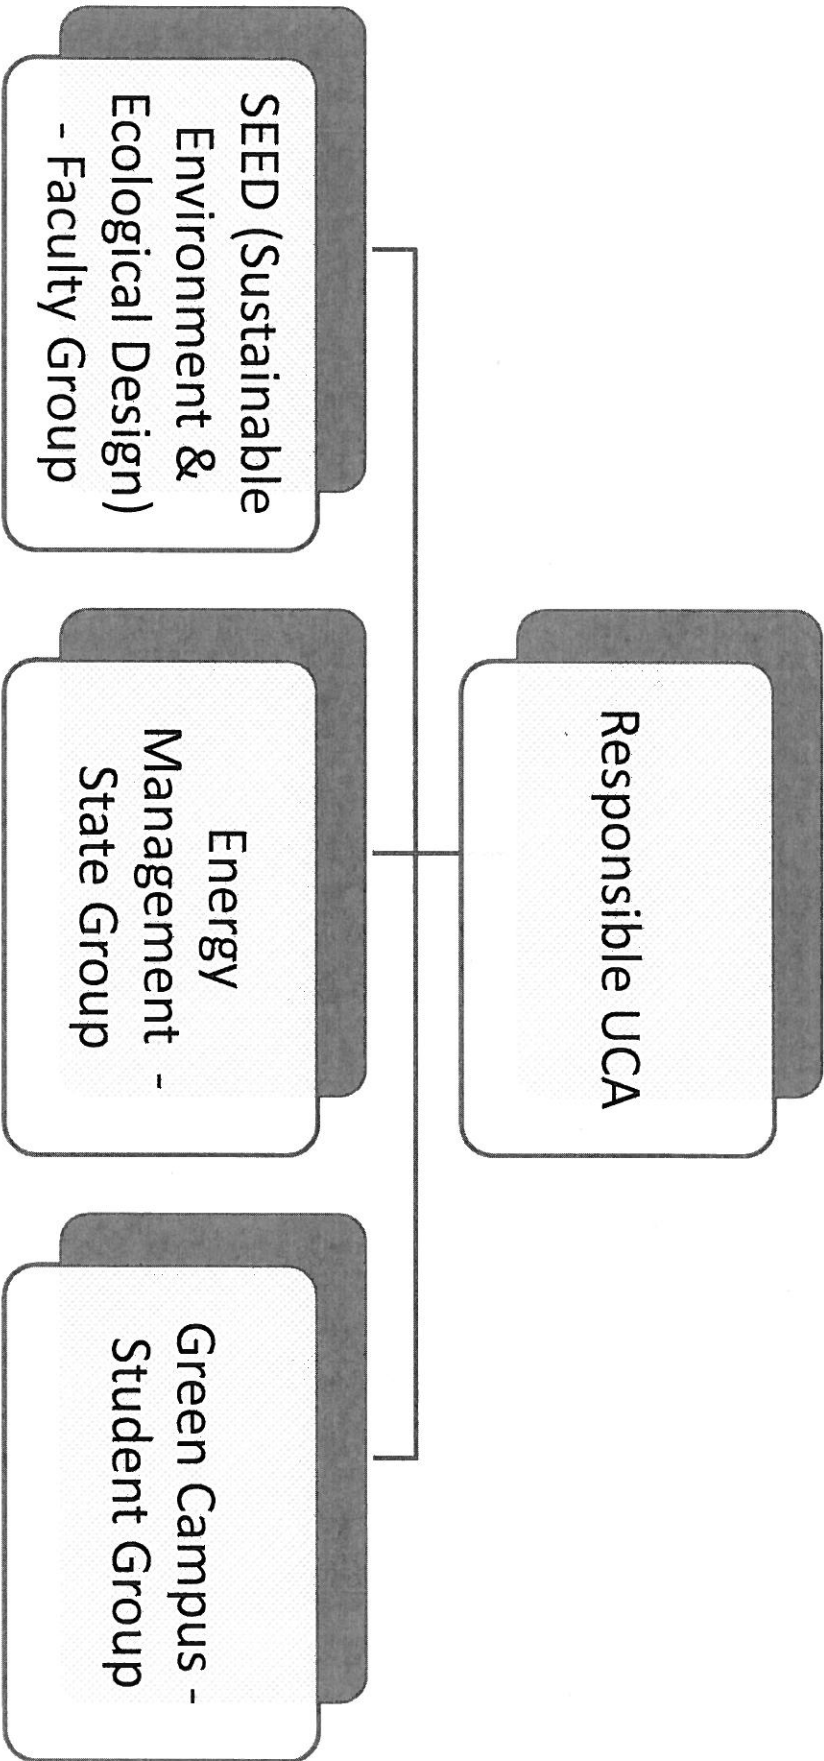 Responsible UCA
SEED (Sustainable
Environment &
Ecological Design)
- Faculty Group
Energy
Management -
State Group
Green Campus -
Student Group